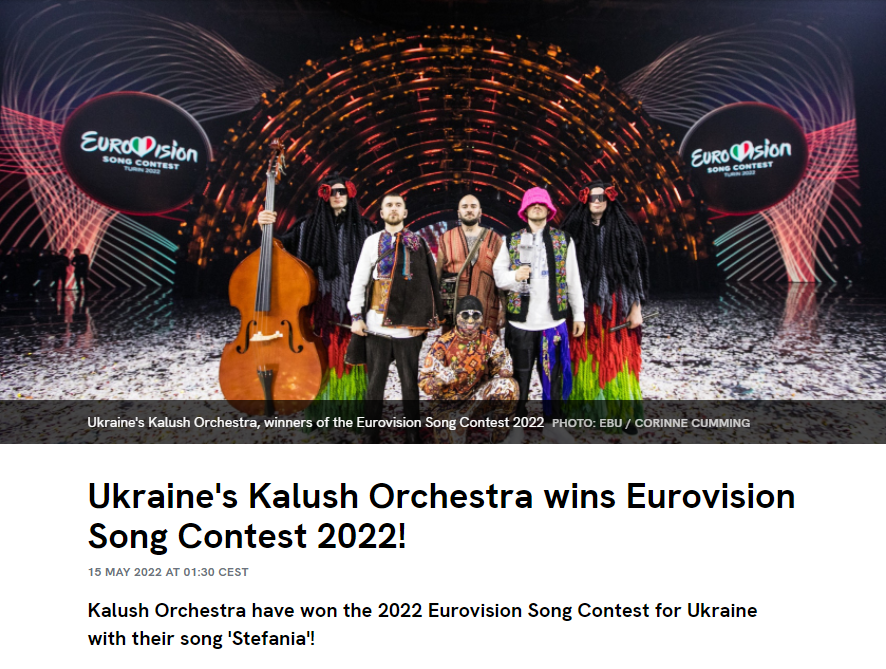 EUROVISION
SONG CONTEST
TURIN 2022
EUROVISION
SONG CONTEST
TURIN 2022
Ukraine's Kalush Orchestra, winners of the Eurovision Song Contest 2022 PHOTO: EBU / CORINNE CUMMING
Ukraine's Kalush Orchestra wins Eurovision
Song Contest 2022!
15 MAY 2022 AT 01:30 CEST
Kalush Orchestra have won the 2022 Eurovision Song Contest for Ukraine
with their song 'Stefania'!